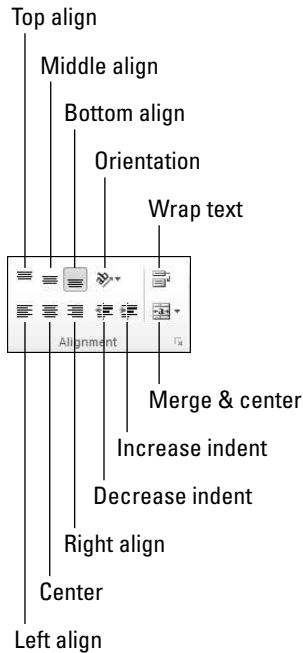 Top align
Middle align
Bottom align
Orientation
Wrap text
Alignment
Merge & center
Increase indent
Decrease indent
Right align
Center
Left align